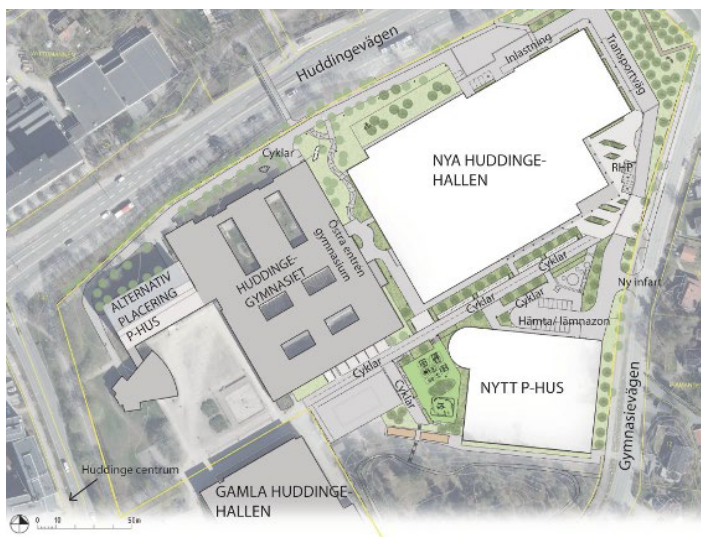 Huddingevägen
Inlastning
Transportväg
Cyklar
NYA HUDDINGE-
HALLEN
RHP
Östra entrén
gymnasium
HUDDINGE-
GYMNASIET
ALTERNATIV
PLACERING
P-HUS
Cyklar
Cyklar
Cyklar
Ny infart
Hämta/ lämnazon
Cyklar
Cyklar
NYTT P-HUS
Gymnasievägen
Huddinge centrum
GAMLA HUDDINGE-
HALLEN
0 10 50m